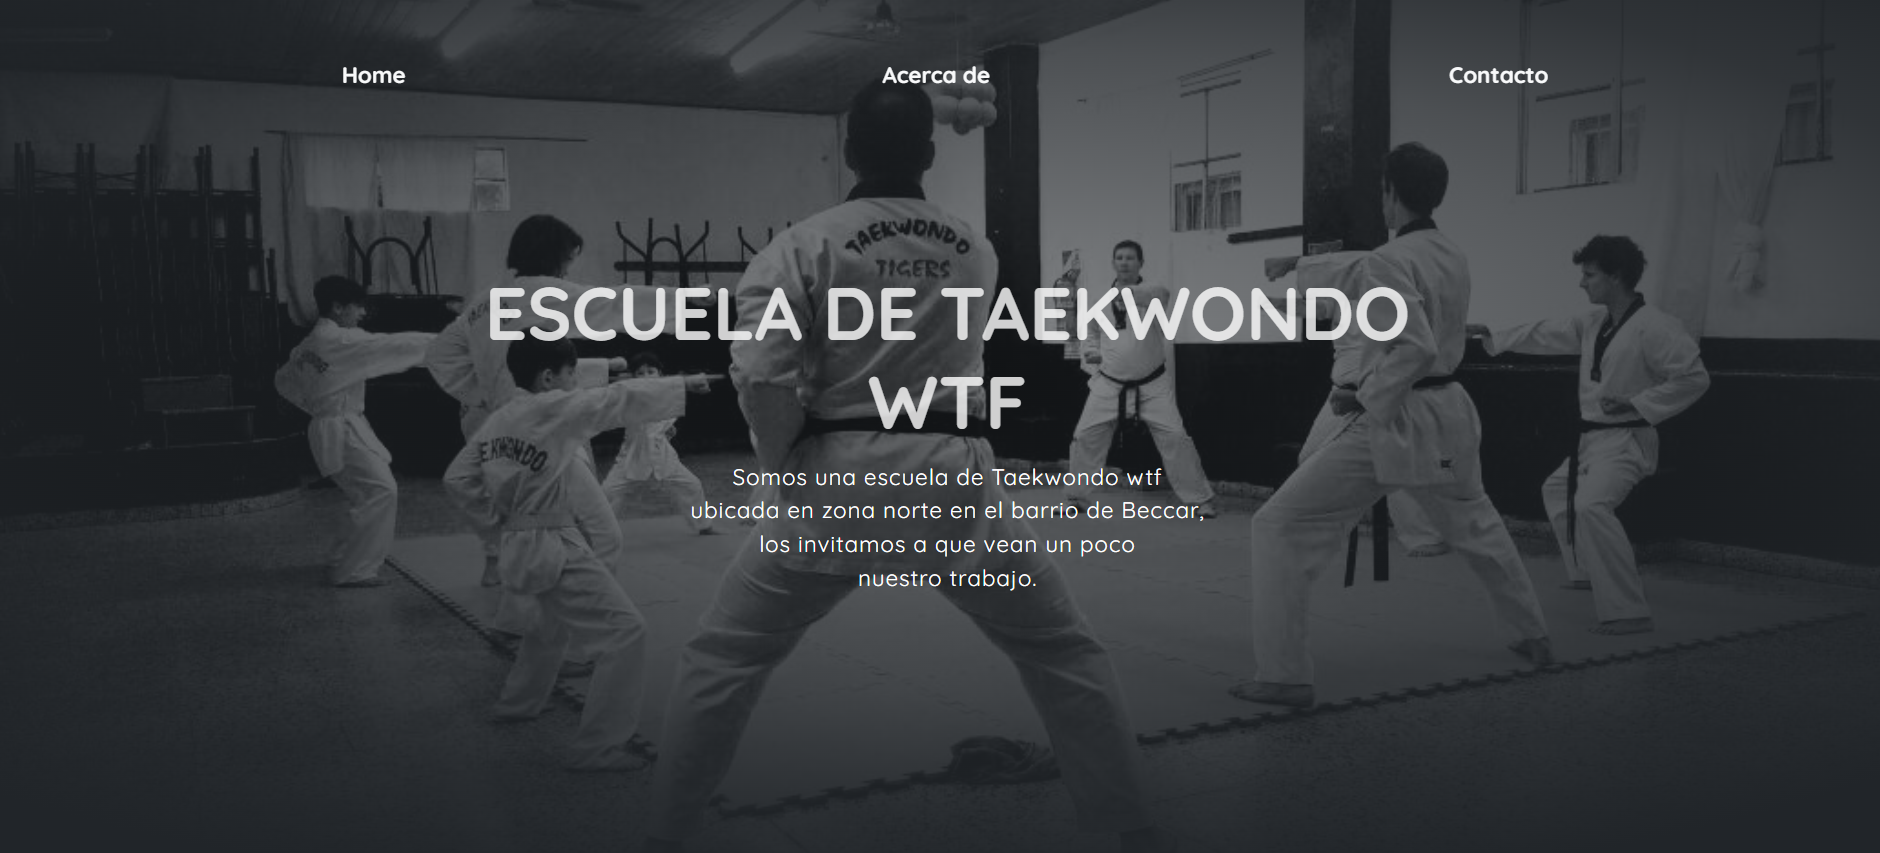 Home
Acerca de
Contacto
TAEKWONDO
TIGERS
ESCUELA DE TAEKWONDO
WTF
EKWONDO
Somos una escuela de Taekwondo wtf
ubicada en zona norte en el barrio de Beccar,
los invitamos a que vean un poco
nuestro trabajo.